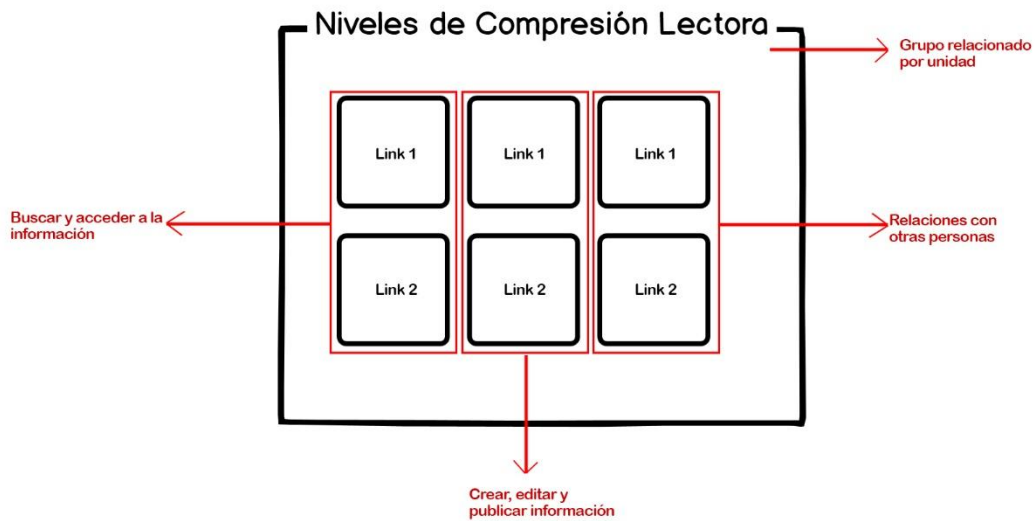 Niveles de Compresión Lectora
Grupo relacionado
por unidad
Link 1
Link 1
Link 1
Buscar y acceder a la
información
Relaciones con
otras personas
Link 2
Link 2
Link 2
Crear, editar y
publicar información